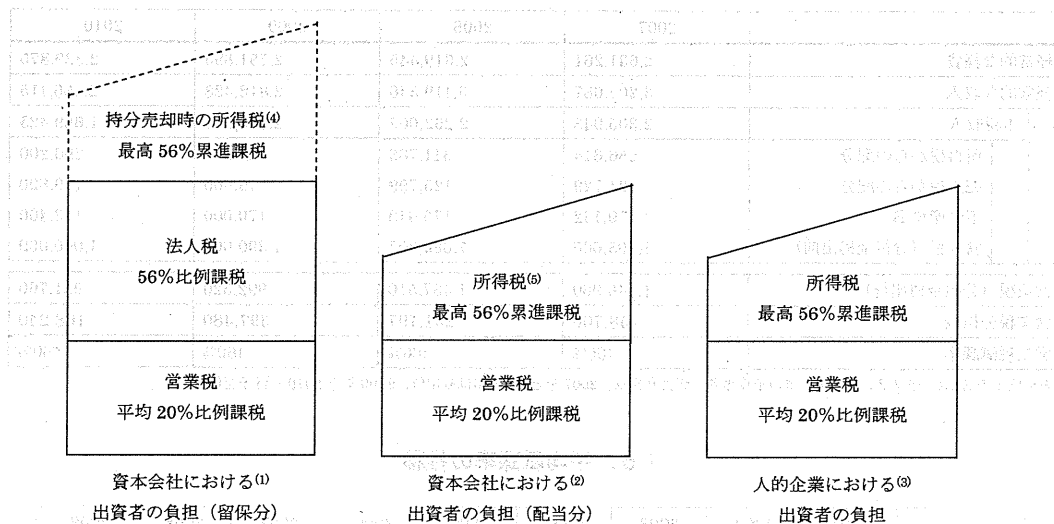 持分売却時の所得税(4)
最高 56%累進課税
法人税
56%比例課税
営業税
平均 20%比例課税
資本会社における(1)
出資者の負担（留保分）
所得税(5)
最高 56%累進課税
営業税
平均 20%比例課税
資本会社における(2)
出資者の負担（配当分）
所得税
最高 56%累進課税
営業税
平均 20%比例課税
人的企業における(3)
出資者の負担